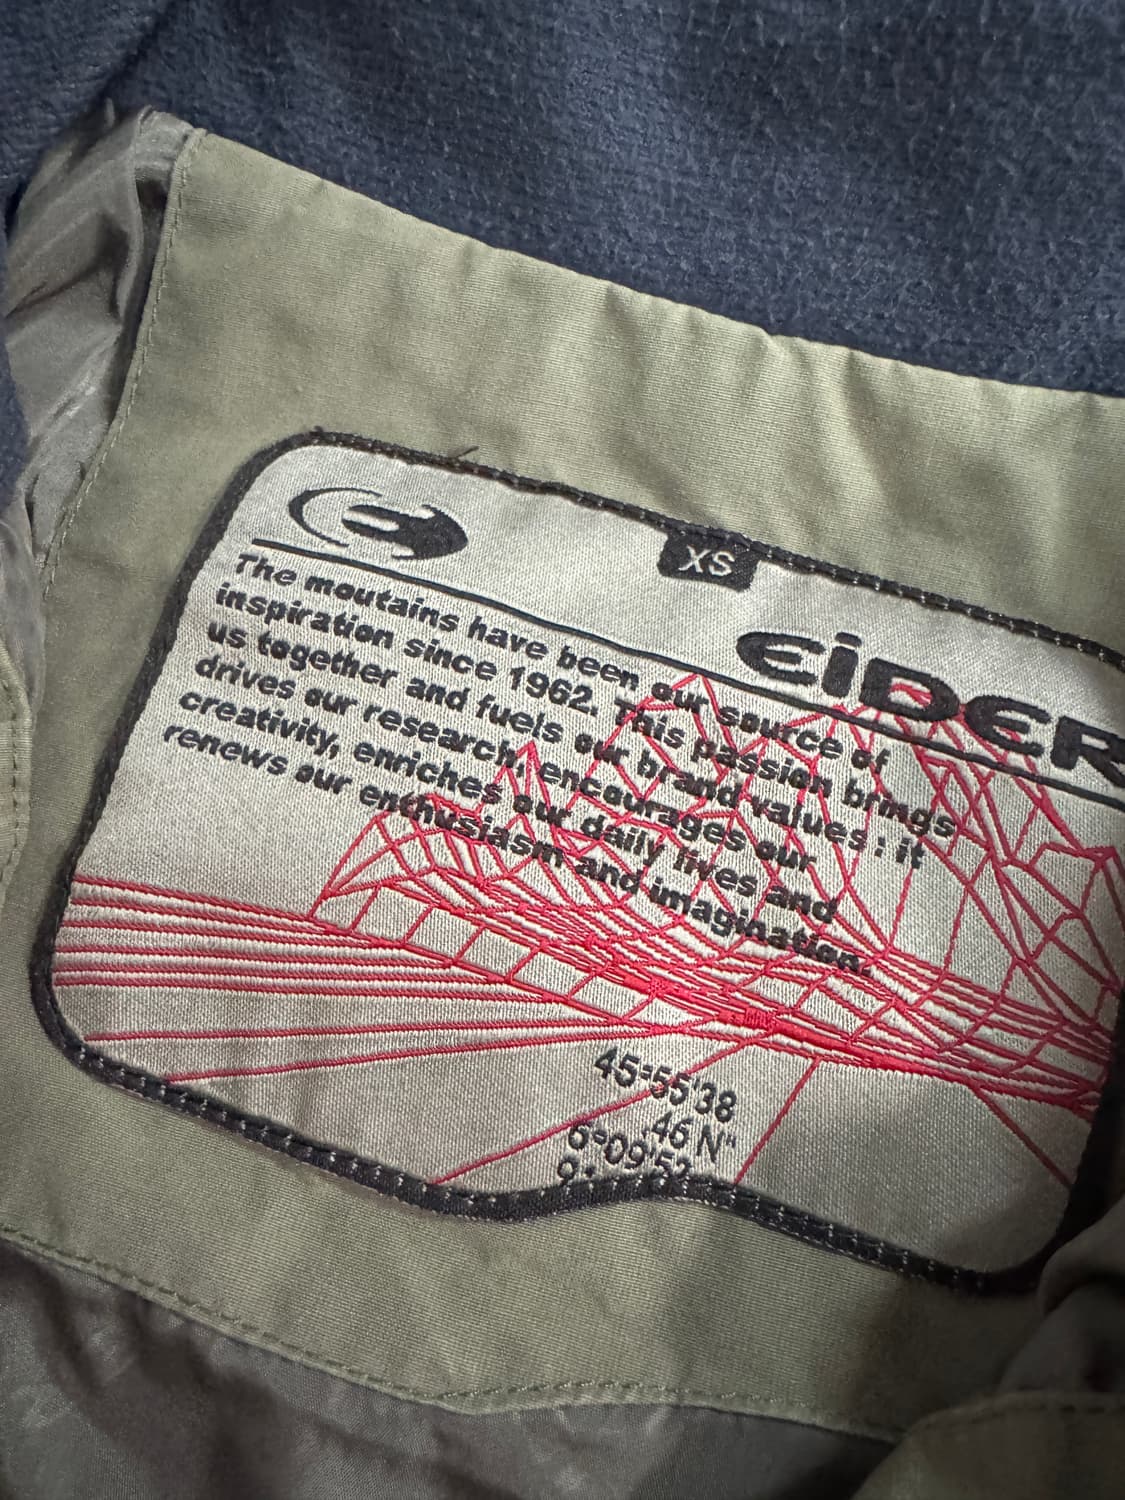 XS
eiDER
The moutains have been our source of
inspiration since 1962. This passion brings
us together and fuels our brand values : it
drives our research, encourages our
creativity, enriches our daily lives and
renews our enthusiasm and imagination.
45°55'38
.46 N"
6°09'52